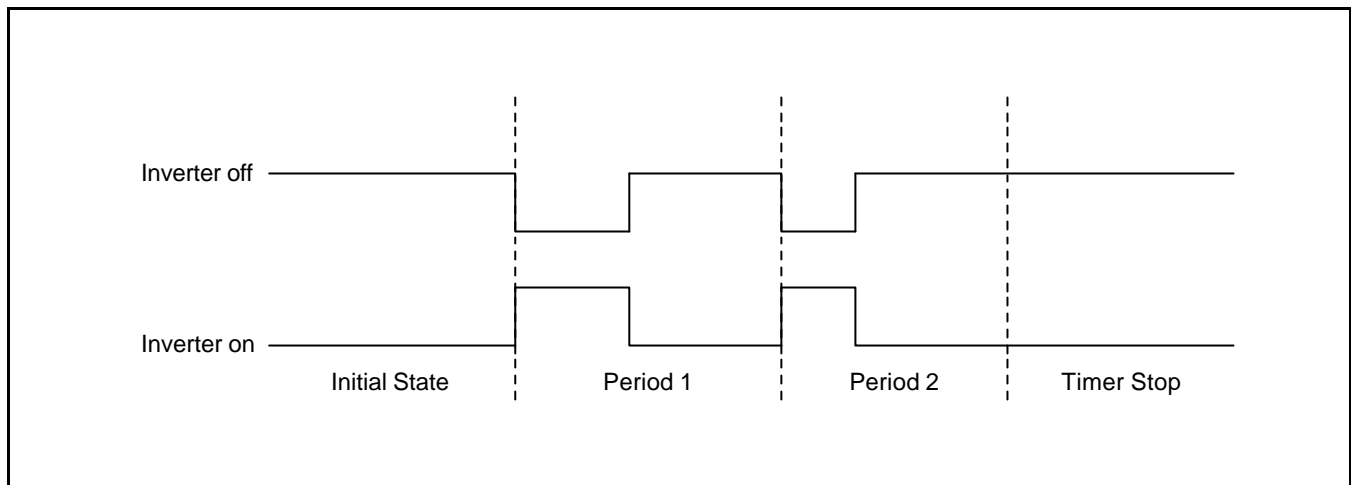 Inverter off
Inverter on
Initial State
Period 1
Period 2
Timer Stop